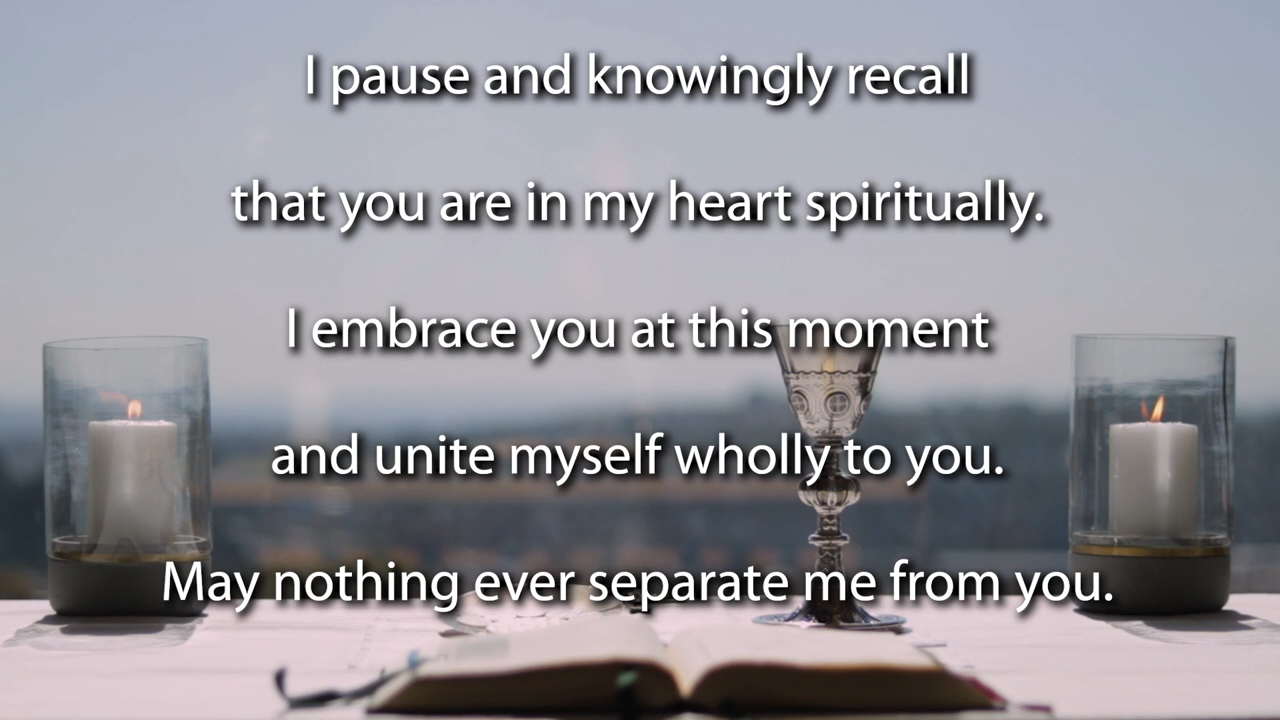 I pause and knowingly recall
that you are in my heart spiritually.
I embrace you at this moment
and unite myself wholly to you.
May nothing ever separate me from you.